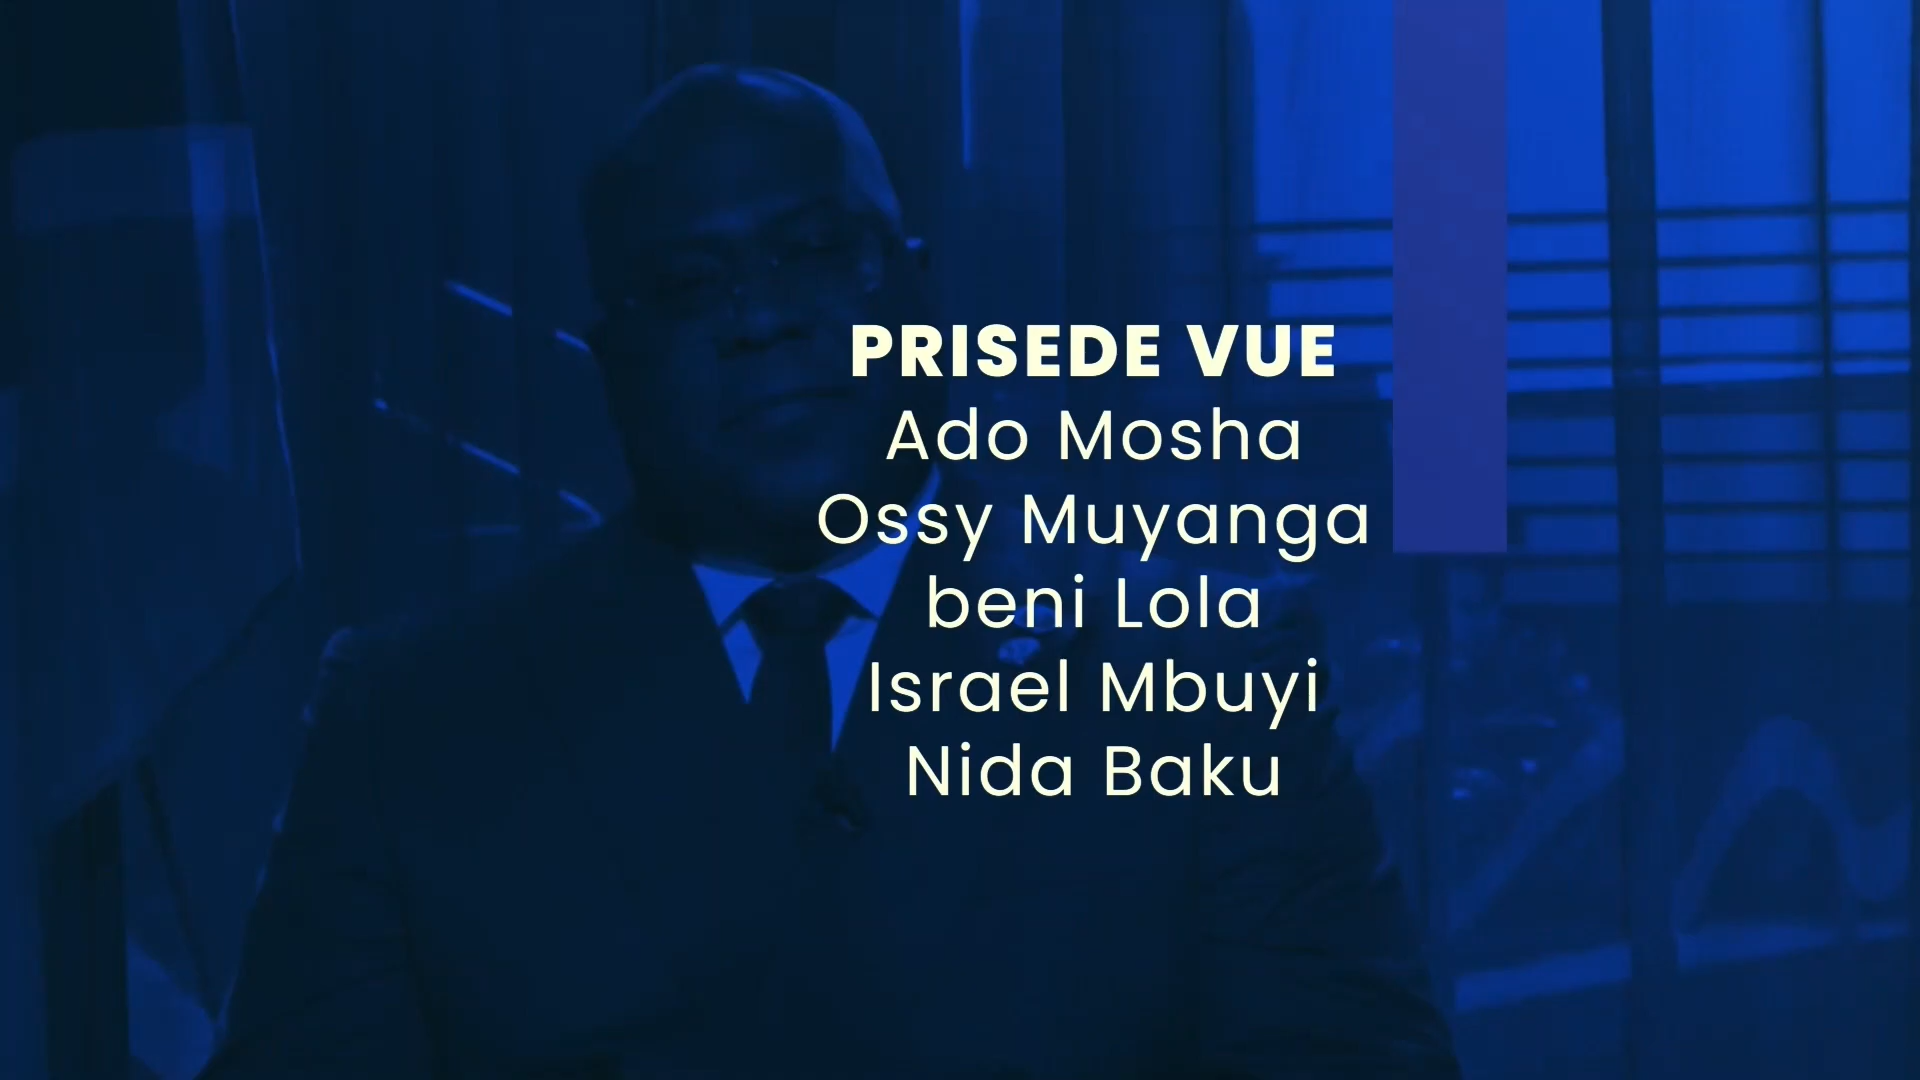 PRISEDE VUE
Ado Mosha
Ossy Muyanga
beni Lola
Israel Mbuyi
Nida Baku